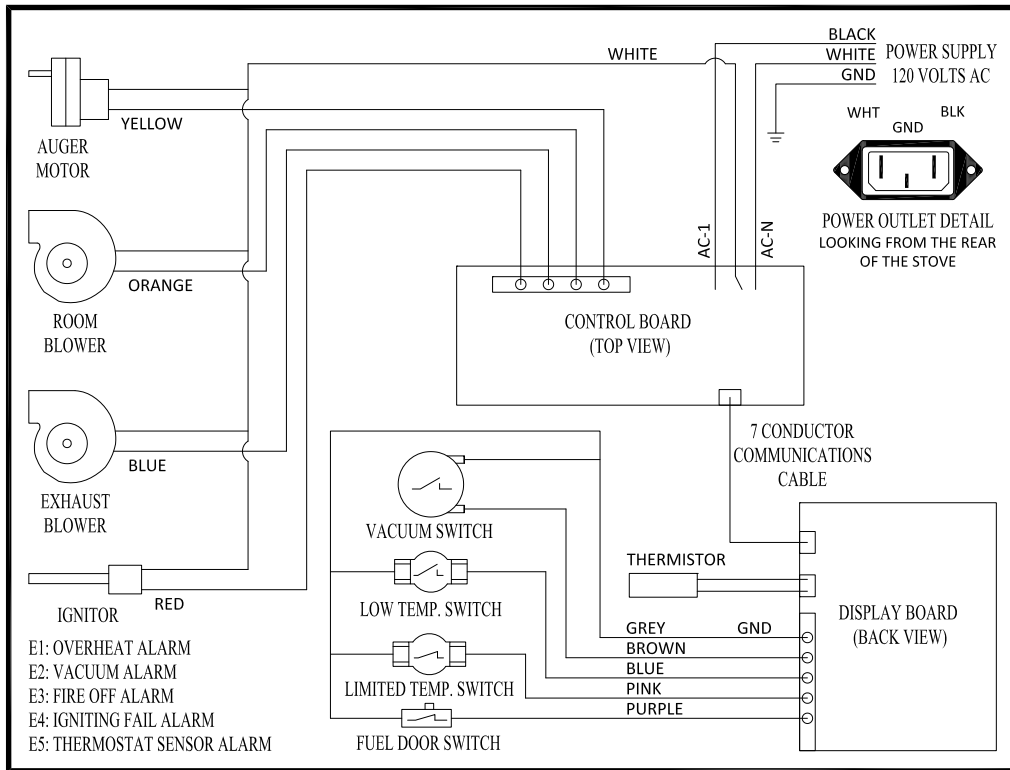 BLACK
WHITE
WHITE
GND
POWER SUPPLY
120 VOLTS AC
YELLOW
AUGER
MOTOR
WHT
GND
BLK
POWER OUTLET DETAIL
LOOKING FROM THE REAR
OF THE STOVE
AC-1
AC-N
ORANGE
ROOM
BLOWER
CONTROL BOARD
(TOP VIEW)
BLUE
EXHAUST
BLOWER
7 CONDUCTOR
COMMUNICATIONS
CABLE
VACUUM SWITCH
THERMISTOR
LOW TEMP. SWITCH
RED
IGNITOR
DISPLAY BOARD
(BACK VIEW)
GREY
GND
BROWN
BLUE
PINK
PURPLE
LIMITED TEMP. SWITCH
FUEL DOOR SWITCH
E1: OVERHEAT ALARM
E2: VACUUM ALARM
E3: FIRE OFF ALARM
E4: IGNITING FAIL ALARM
E5: THERMOSTAT SENSOR ALARM